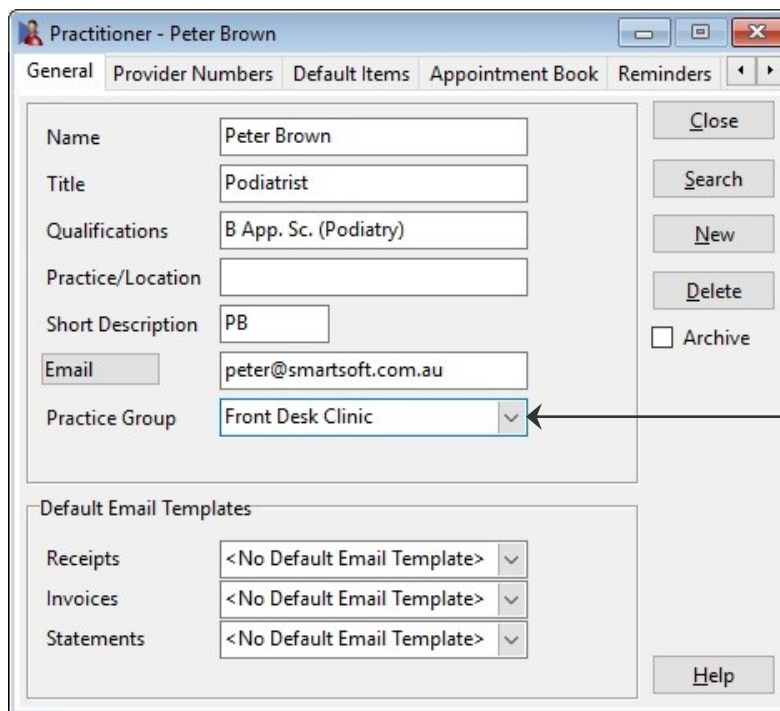 Practitioner - Peter Brown
General Provider Numbers Default Items Appointment Book Reminders
Name Peter Brown
Title Podiatrist
Qualifications B App. Sc. (Podiatry)
Practice/Location
Short Description PB
Email peter@smartsoft.com.au
Practice Group Front Desk Clinic
Close
Search
New
Delete
Archive
Default Email Templates
Receipts <No Default Email Template>
Invoices <No Default Email Template>
Statements <No Default Email Template>
Help